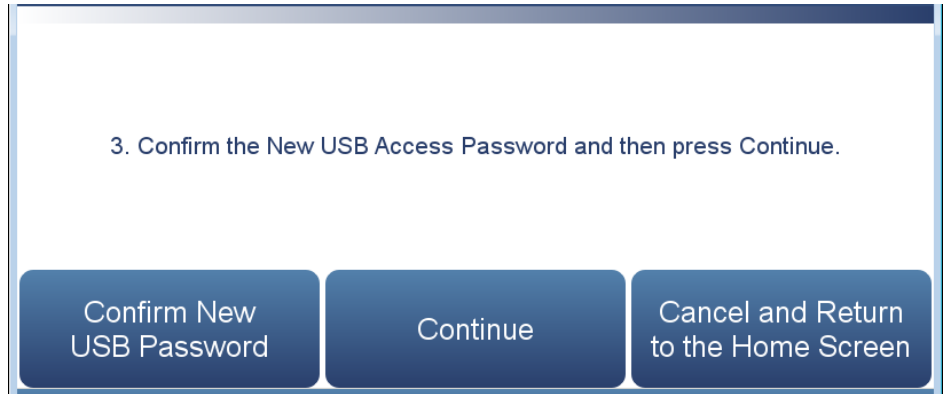 3. Confirm the New USB Access Password and then press Continue.
Confirm New
USB Password
Continue
Cancel and Return
to the Home Screen